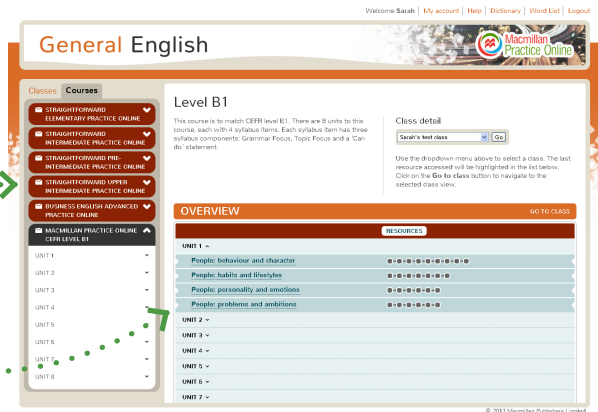 Welcome Sarah | My account | Help | Dictionary | Word List | Logout
General English
Macmillan
Practice Online
Classes Courses
STRAIGHTFORWARD
ELEMENTARY PRACTICE ONLINE
STRAIGHTFORWARD
INTERMEDIATE PRACTICE ONLINE
STRAIGHTFORWARD PRE-
INTERMEDIATE PRACTICE ONLINE
STRAIGHTFORWARD UPPER
INTERMEDIATE PRACTICE ONLINE
BUSINESS ENGLISH ADVANCED
PRACTICE ONLINE
MACMILLAN PRACTICE ONLINE
CEFR LEVEL B1
UNIT 1
UNIT 2
UNIT 3
UNIT 4
UNIT 5
UNIT 6
UNIT 7
UNIT 8
Level B1
This course is to match CEFR level B1. There are 8 units to this
course, each with 4 syllabus items. Each syllabus item has three
syllabus components: Grammar Focus, Topic Focus and a 'Can
do' statement.
Class detail
Sarah's test class Go
Use the dropdown menu above to select a class. The last
resource accessed will be highlighted in the list below.
Click on the Go to class button to navigate to the
selected class view.
OVERVIEW GO TO CLASS
RESOURCES
UNIT 1
People: behaviour and character
People: habits and lifestyles
People: personality and emotions
People: problems and ambitions
UNIT 2
UNIT 3
UNIT 4
UNIT 5
UNIT 6
UNIT 7
© 2012 Macmillan Publishers Limited